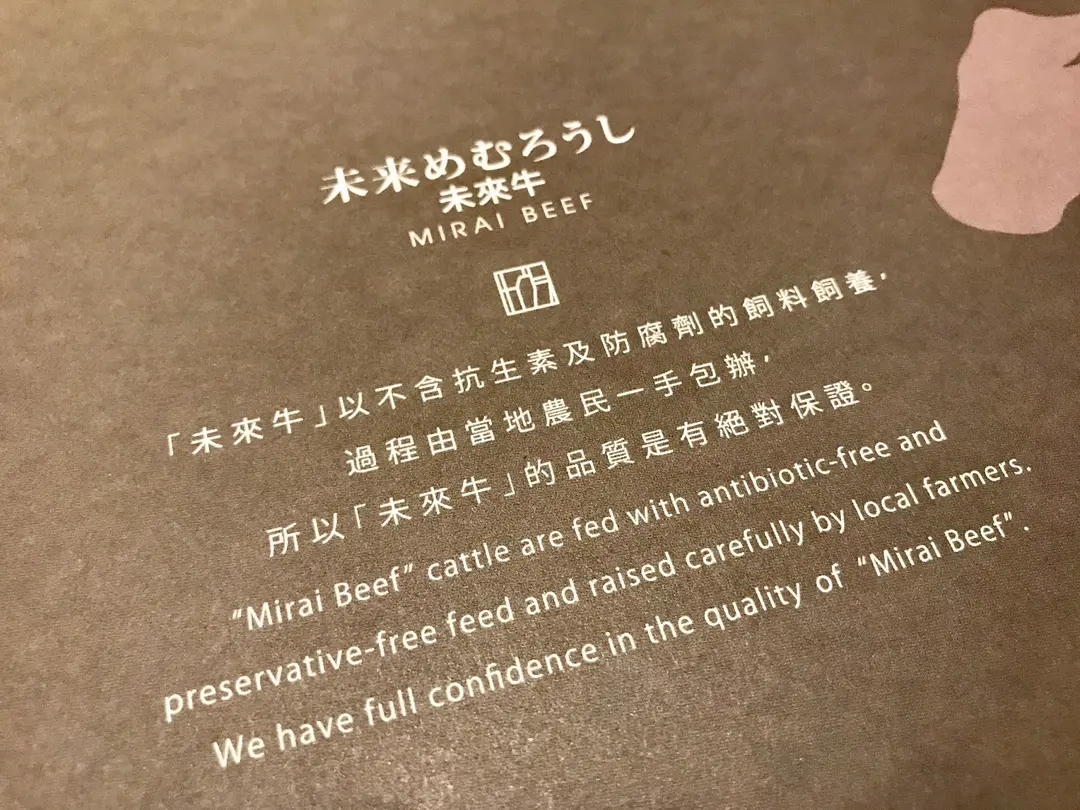 未来めむろうし
未來牛
MIRAI BEEF
「未來牛」以不含抗生素及防腐劑的飼料飼養，
過程由當地農民一手包辦，
所以「未來牛」的品質是有絕對保證。
“Mirai Beef” cattle are fed with antibiotic-free and
preservative-free feed and raised carefully by local farmers.
We have full confidence in the quality of “Mirai Beef”.